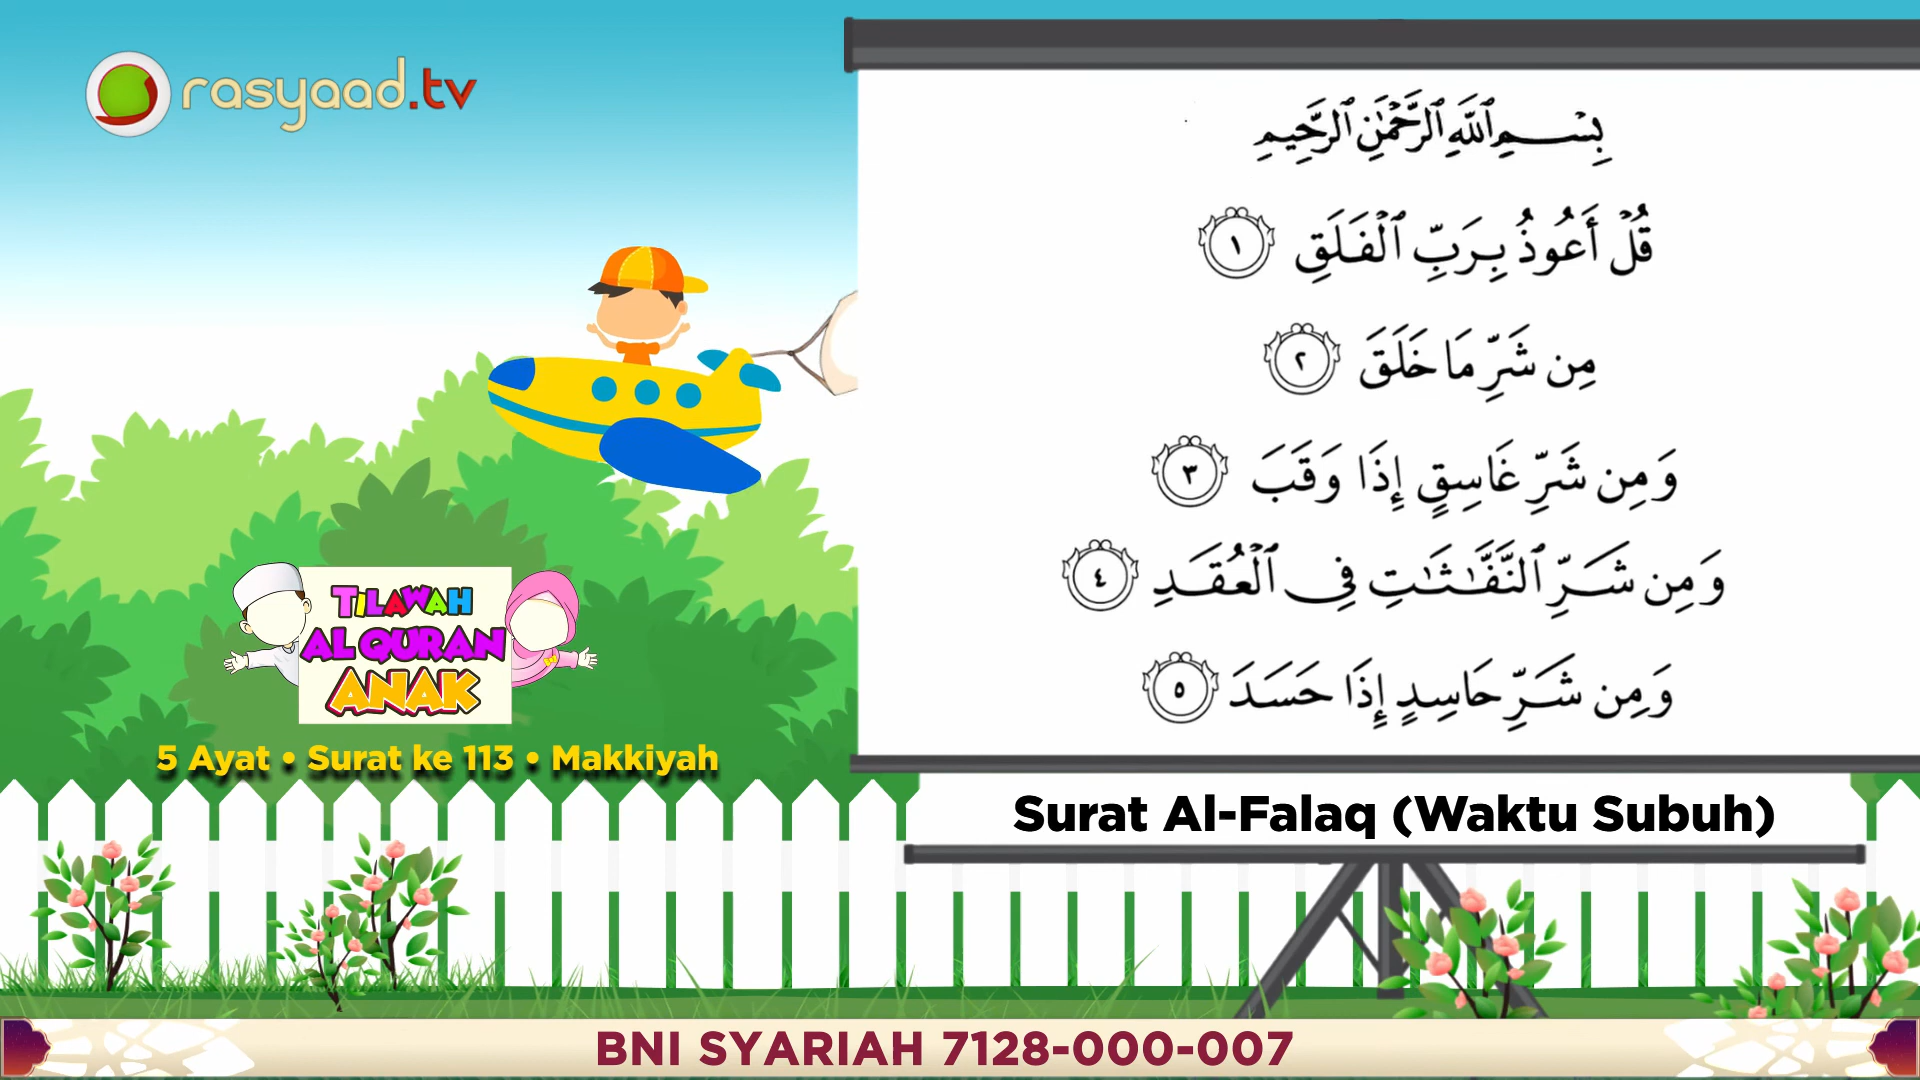 rasyaad.tv
بِسْمِ ٱللَّهِ ٱلرَّحْمَٰنِ ٱلرَّحِيمِ
قُلْ أَعُوذُ بِرَبِّ ٱلْفَلَقِ ١
مِن شَرِّ مَا خَلَقَ ٢
وَمِن شَرِّ غَاسِقٍ إِذَا وَقَبَ ٣
وَمِن شَرِّ ٱلنَّفَّٰثَٰتِ فِى ٱلْعُقَدِ ٤
وَمِن شَرِّ حَاسِدٍ إِذَا حَسَدَ ٥
TILAWAH
AL QURAN
ANAK
5 Ayat • Surat ke 113 • Makkiyah
Surat Al-Falaq (Waktu Subuh)
BNI SYARIAH 7128-000-007